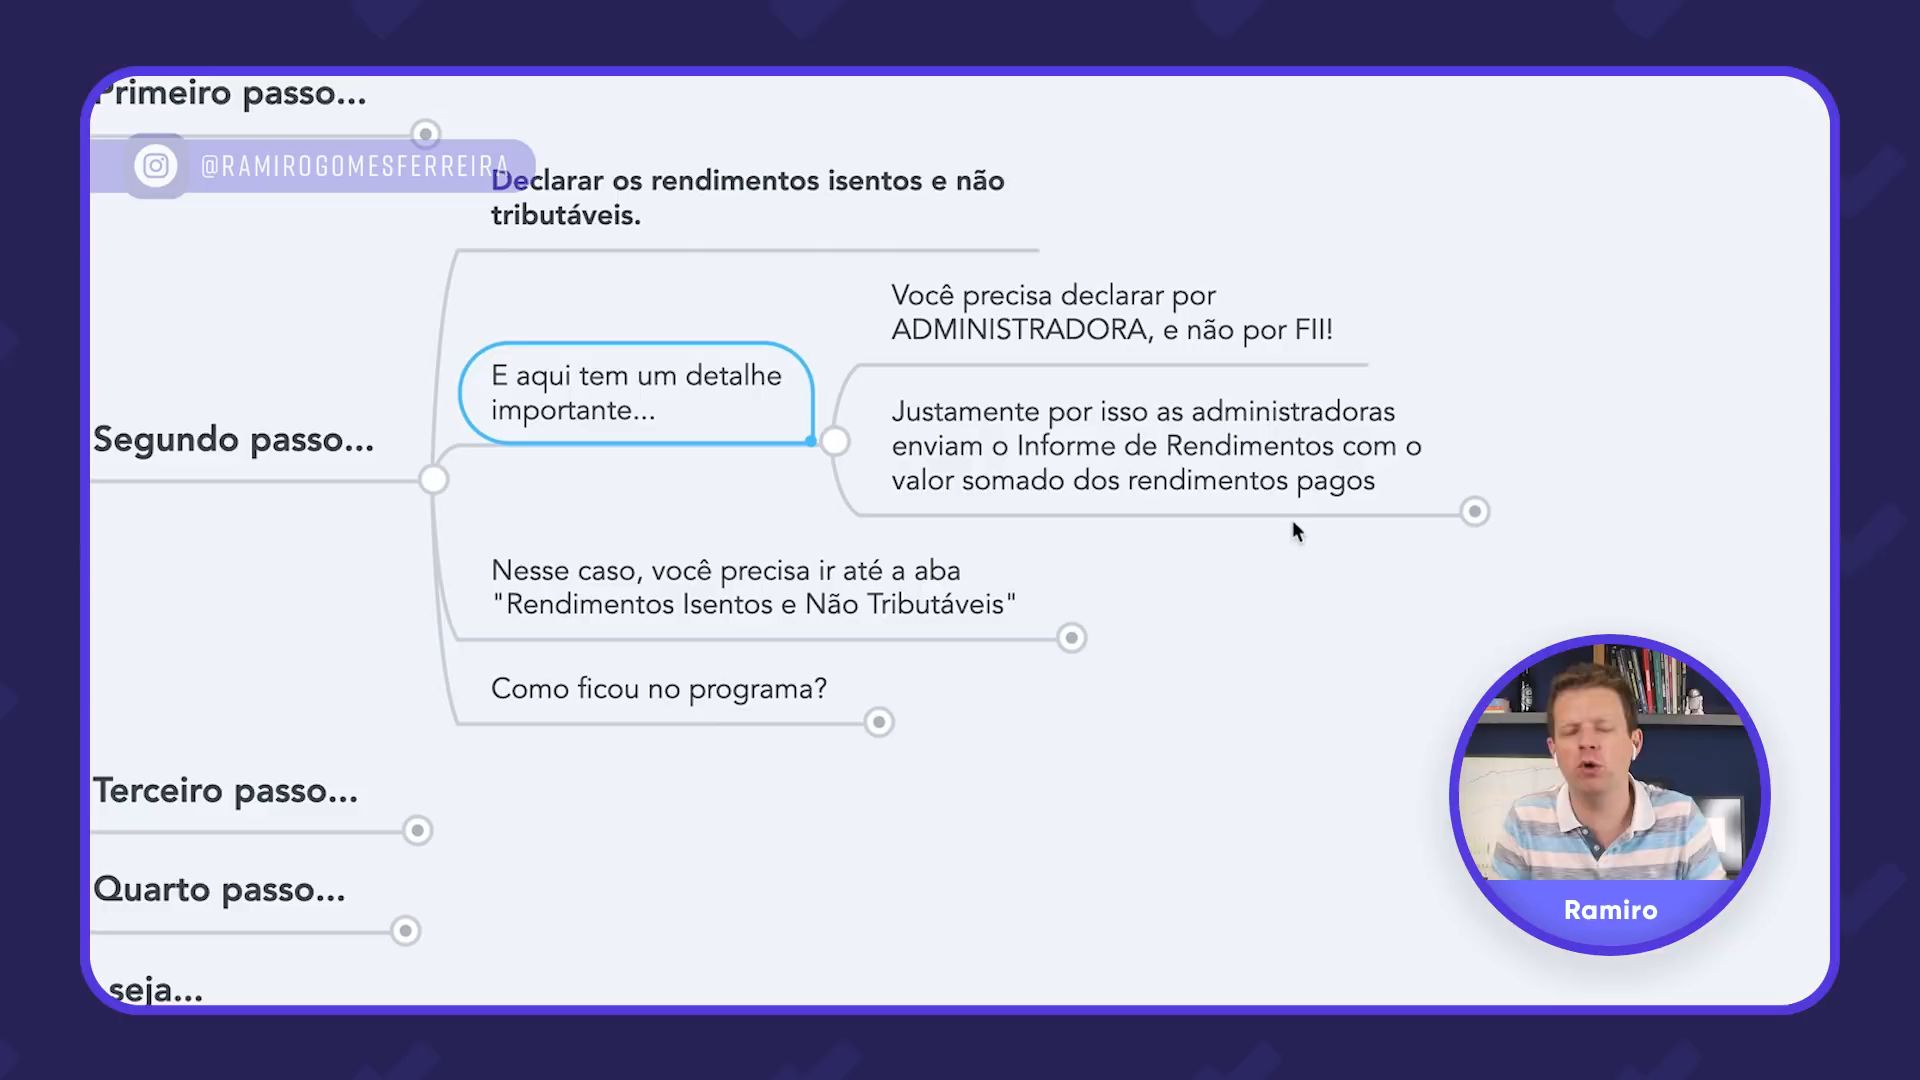 Primeiro passo...
@RAMIROGOMESFERREIRA
Declarar os rendimentos isentos e não
tributáveis.
Você precisa declarar por
ADMINISTRADORA, e não por FII!
E aqui tem um detalhe
importante...
Justamente por isso as administradoras
enviam o Informe de Rendimentos com o
valor somado dos rendimentos pagos
Segundo passo...
Nesse caso, você precisa ir até a aba
"Rendimentos Isentos e Não Tributáveis"
Como ficou no programa?
Terceiro passo...
Quarto passo...
seja...
Ramiro